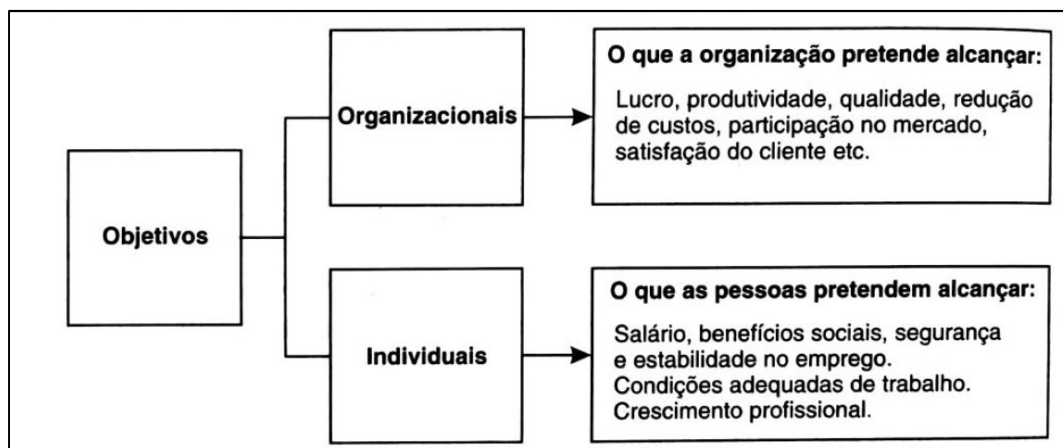 Objetivos
Organizacionais
O que a organização pretende alcançar:
Lucro, produtividade, qualidade, redução
de custos, participação no mercado,
satisfação do cliente etc.
Individuais
O que as pessoas pretendem alcançar:
Salário, benefícios sociais, segurança
e estabilidade no emprego.
Condições adequadas de trabalho.
Crescimento profissional.